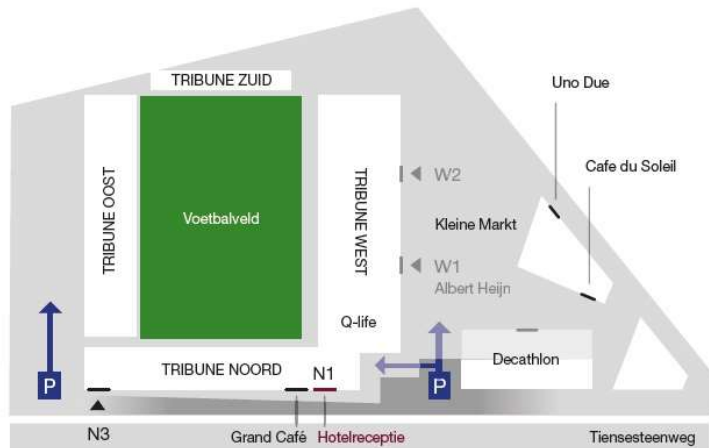 TRIBUNE ZUID
Uno Due
TRIBUNE OOST
Voetbalveld
TRIBUNE WEST
W2
Cafe du Soleil
Kleine Markt
W1
Albert Heijn
Q-life
TRIBUNE NOORD
N1
Decathlon
P
P
N3
Grand Café
Hotelreceptie
Tiensesteenweg